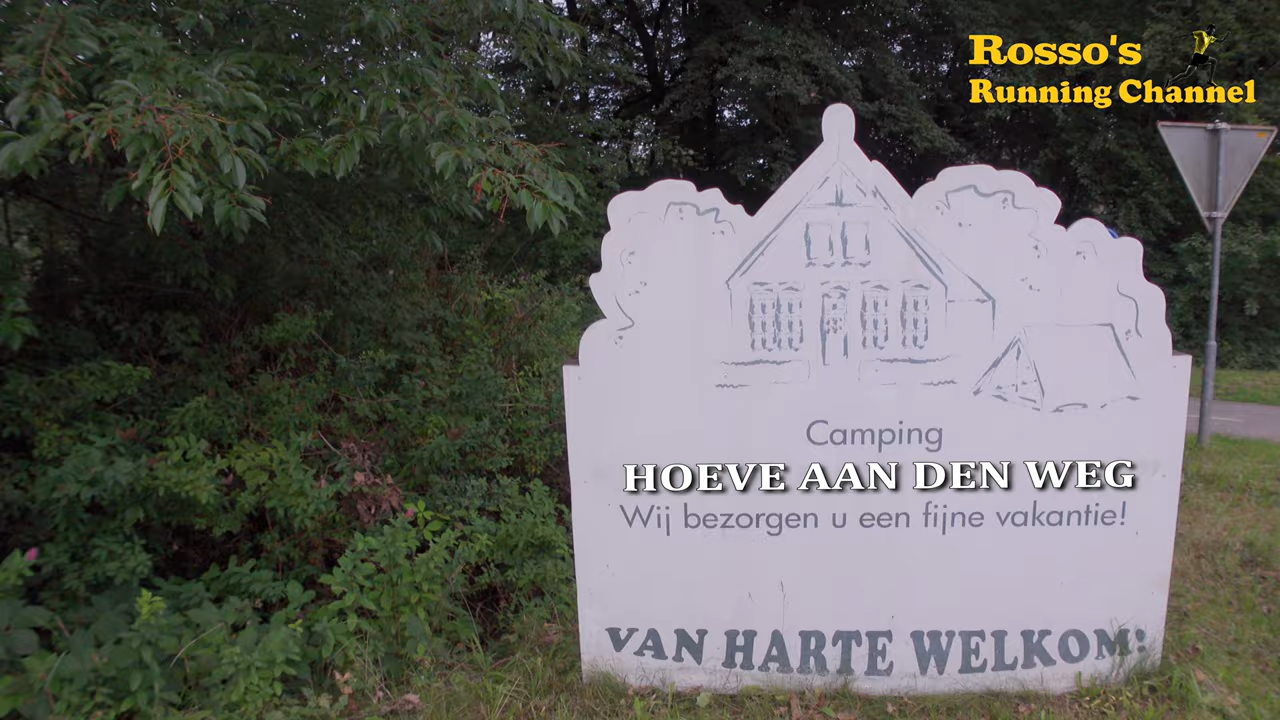 Rosso's
Running Channel
Camping
HOEVE AAN DEN WEG
Wij bezorgen u een fijne vakantie!
VAN HARTE WELKOM!